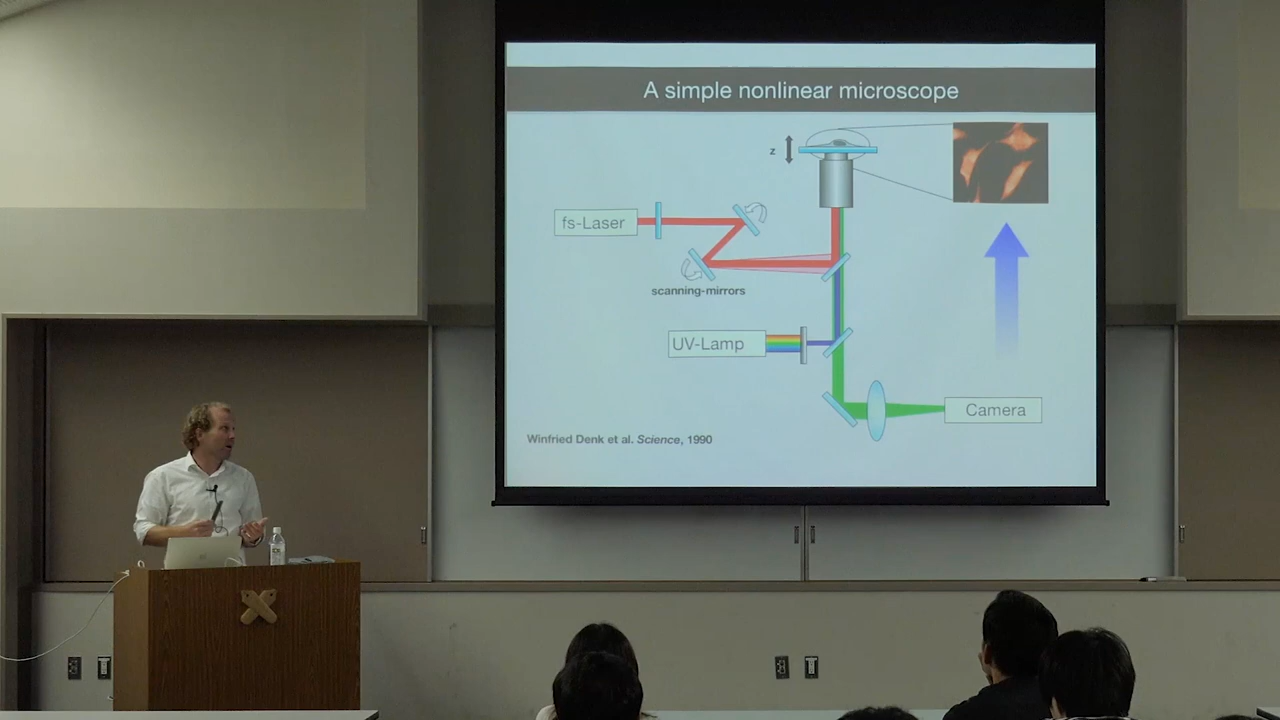 A simple nonlinear microscope
z
fs-Laser
scanning-mirrors
UV-Lamp
Camera
Winfried Denk et al. Science, 1990